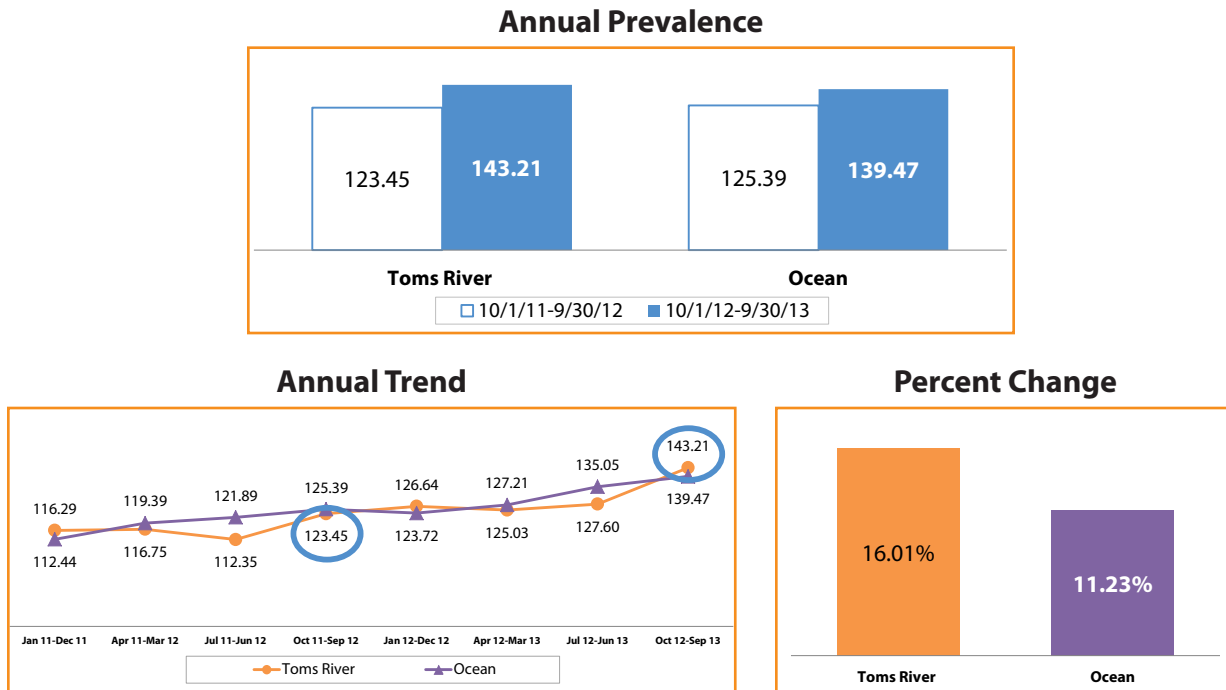 Annual Prevalence
123.45
143.21
125.39
139.47
Toms River
Ocean
10/1/11-9/30/12 10/1/12-9/30/13
Annual Trend
143.21
135.05
127.21
126.64
125.39
121.89
119.39
116.29
139.47
127.60
125.03
123.72
123.45
112.35
116.75
112.44
Jan 11-Dec 11 Apr 11-Mar 12 Jul 11-Jun 12 Oct 11-Sep 12 Jan 12-Dec 12 Apr 12-Mar 13 Jul 12-Jun 13 Oct 12-Sep 13
Toms River Ocean
Percent Change
16.01%
11.23%
Toms River Ocean